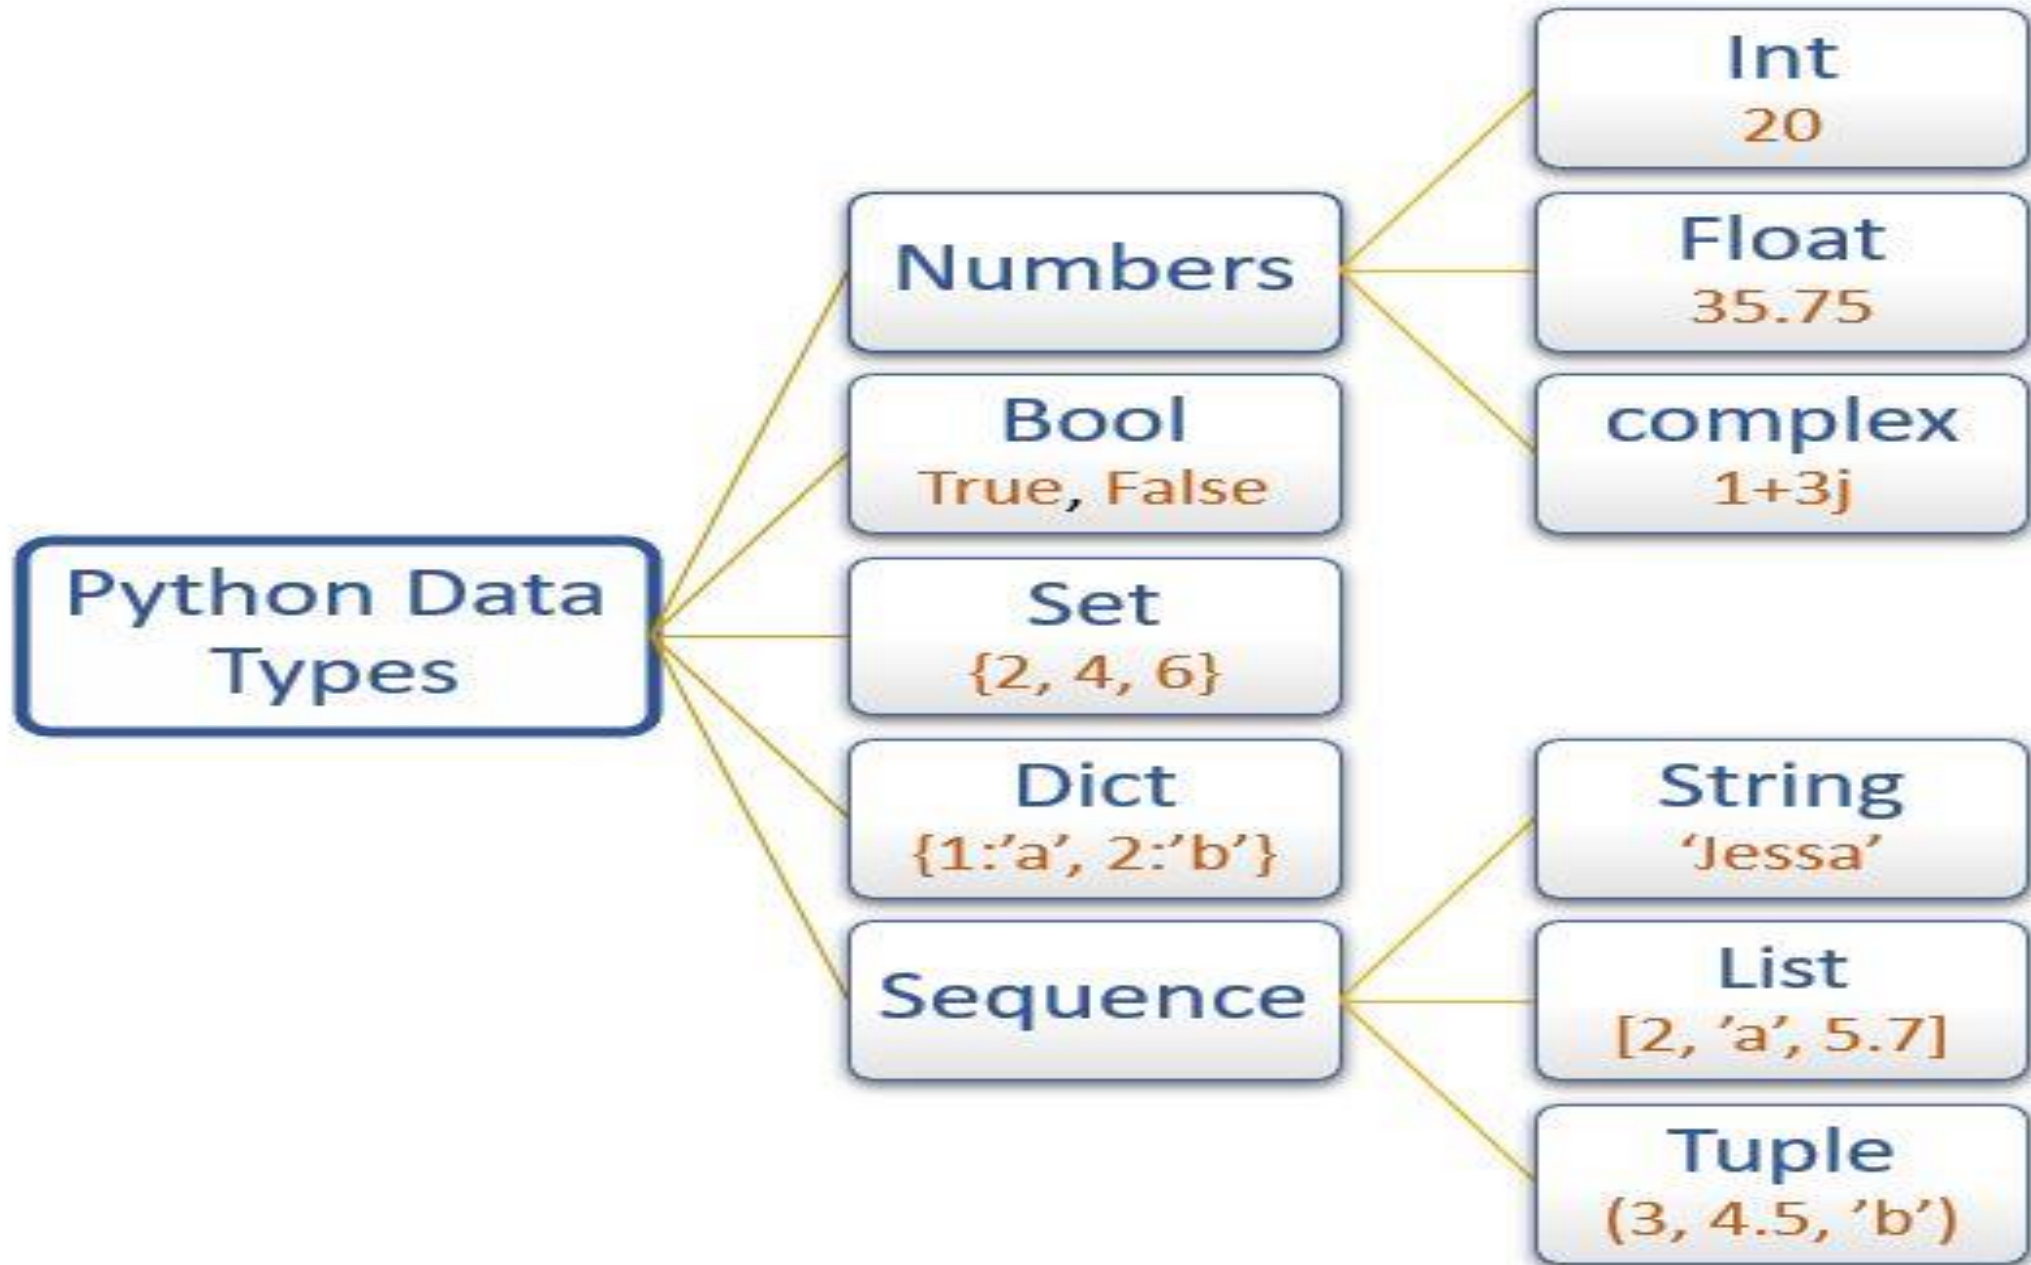 Python Data
Types
Numbers
Int
20
Float
35.75
complex
1+3j
Bool
True, False
Set
{2, 4, 6}
Dict
{1:’a’, 2:’b’}
Sequence
String
‘Jessa’
List
[2, ’a’, 5.7]
Tuple
(3, 4.5, ’b’)